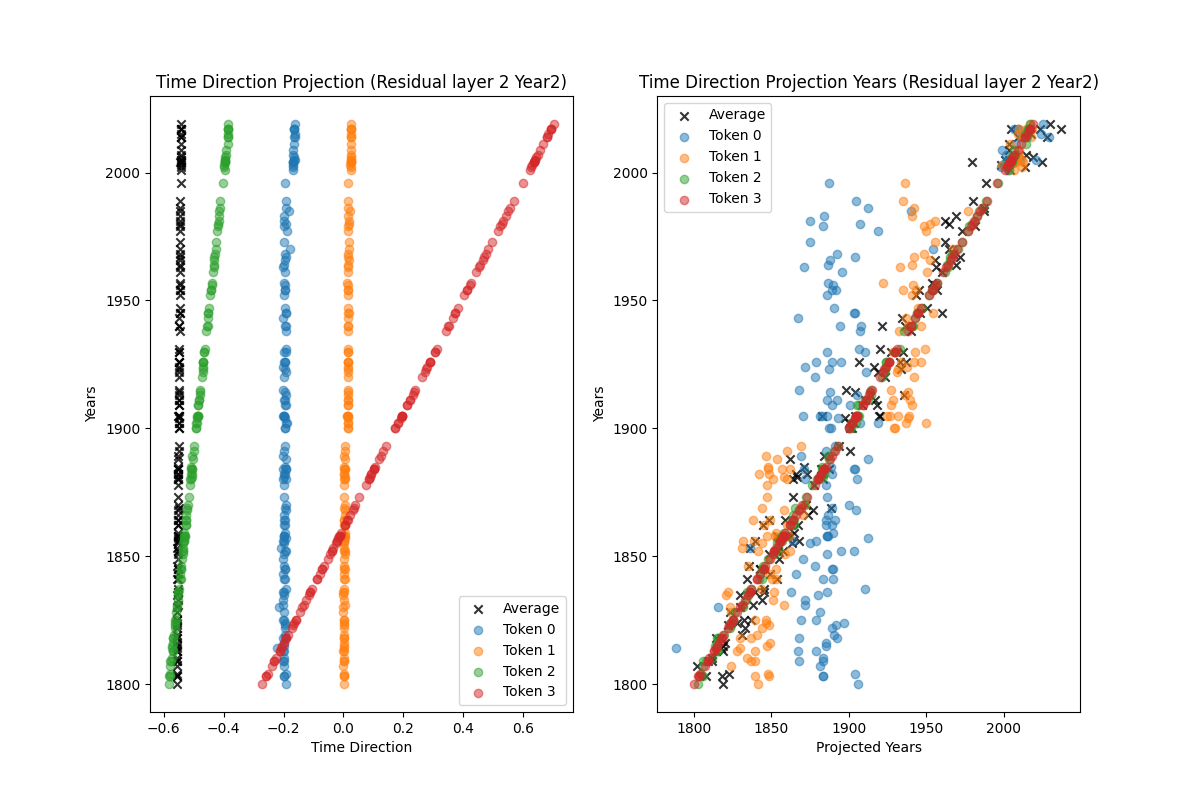 Time Direction Projection (Residual layer 2 Year2)
2000
1950
1900
1850
1800
Years
Average
Token 0
Token 1
Token 2
Token 3
−0.6 −0.4 −0.2 0.0 0.2 0.4 0.6
Time Direction
Time Direction Projection Years (Residual layer 2 Year2)
Average
Token 0
Token 1
Token 2
Token 3
2000
1950
1900
1850
1800
Years
1800 1850 1900 1950 2000
Projected Years